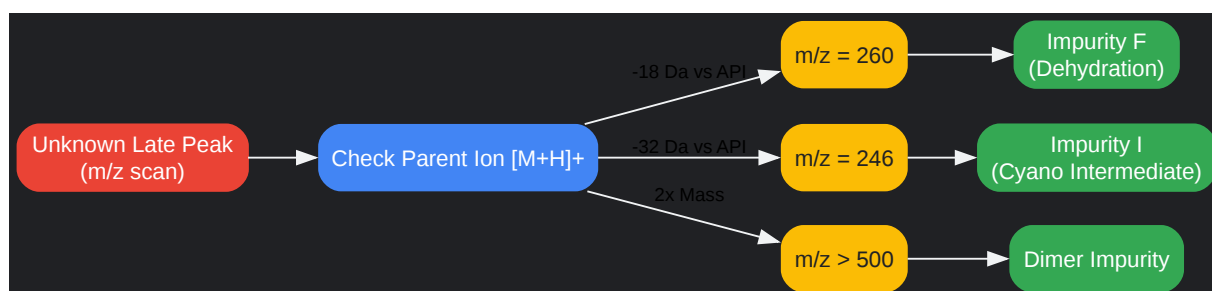 Unknown Late Peak
(m/z scan)
Check Parent Ion [M+H]+
-18 Da vs API
-32 Da vs API
2x Mass
m/z = 260
m/z = 246
m/z > 500
Impurity F
(Dehydration)
Impurity I
(Cyano Intermediate)
Dimer Impurity